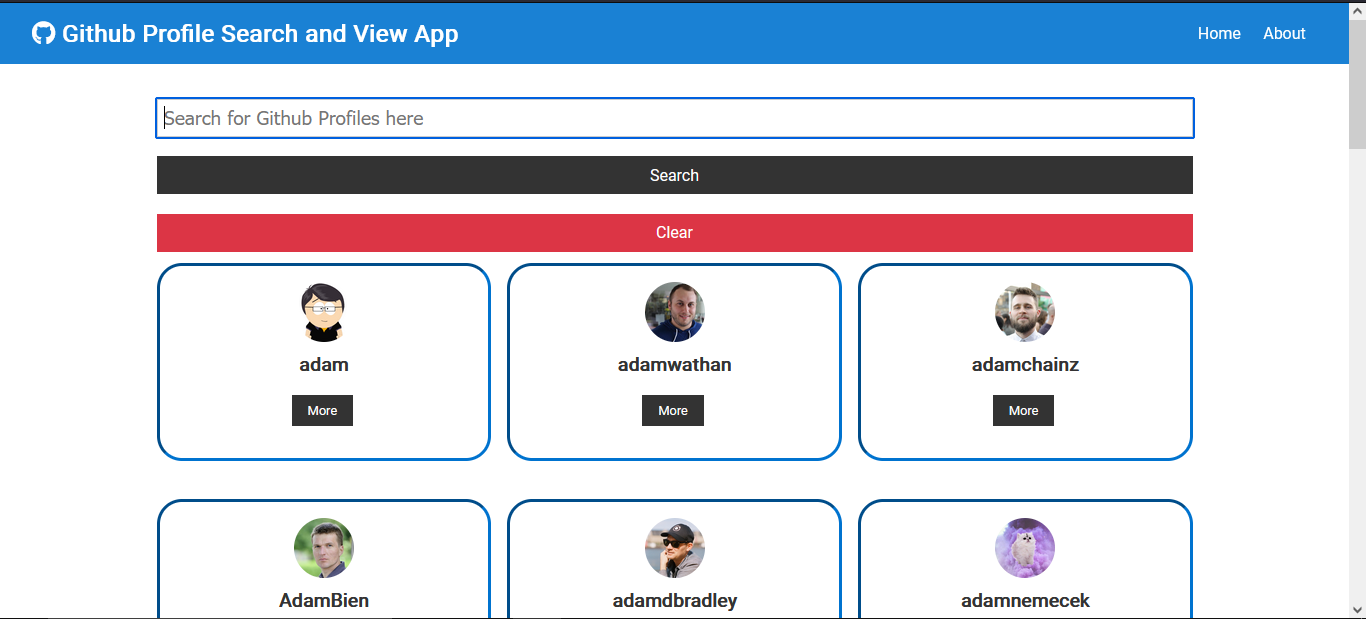 Github Profile Search and View App
Home About
Search for Github Profiles here
Search
Clear
adam adamwathan adamchainz
More More More
AdamBien adamdbradley adamnemecek